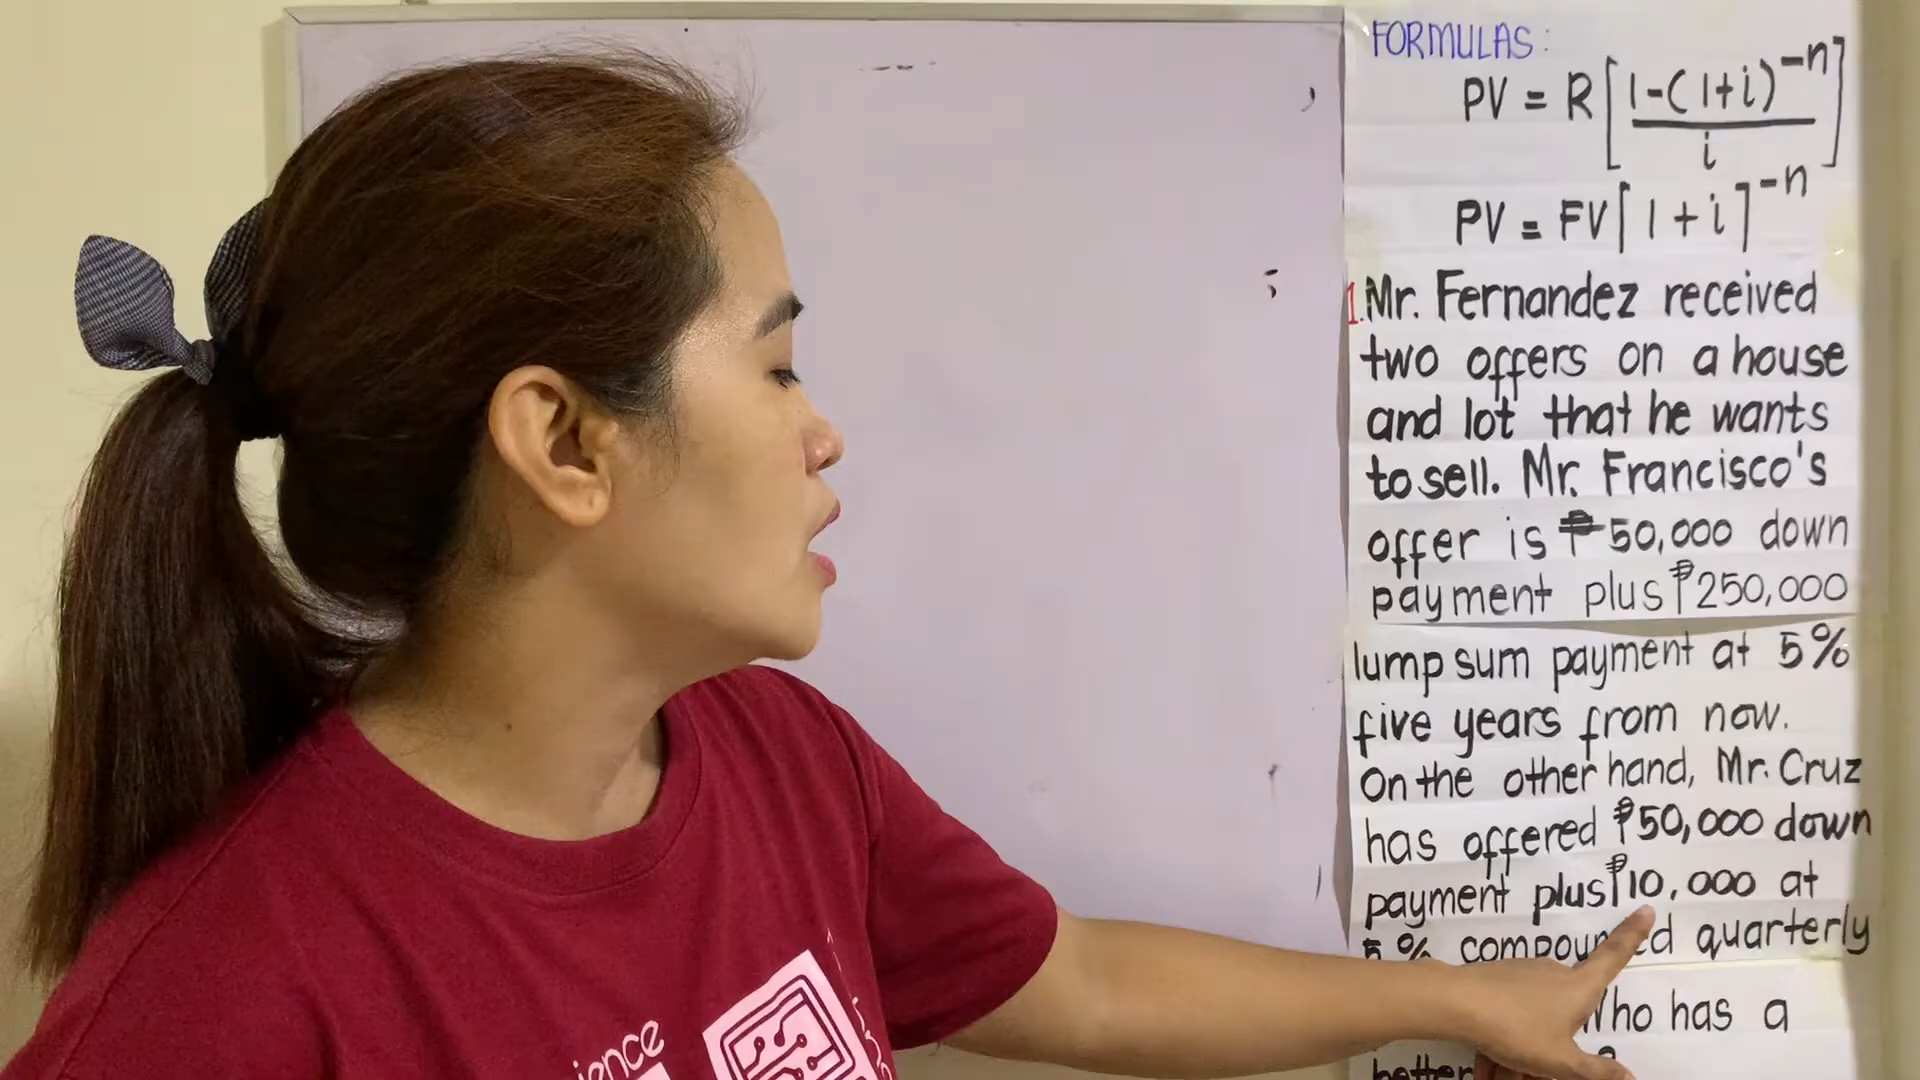 FORMULAS:
PV = R[1-(1+i)^-n / i]
PV = FV[1+i]^-n
1. Mr. Fernandez received
two offers on a house
and lot that he wants
to sell. Mr. Francisco's
offer is ₱50,000 down
payment plus ₱250,000
lump sum payment at 5%
five years from now.
On the other hand, Mr. Cruz
has offered ₱50,000 down
payment plus ₱10,000 at
5% compounded quarterly
Who has a
better
ience